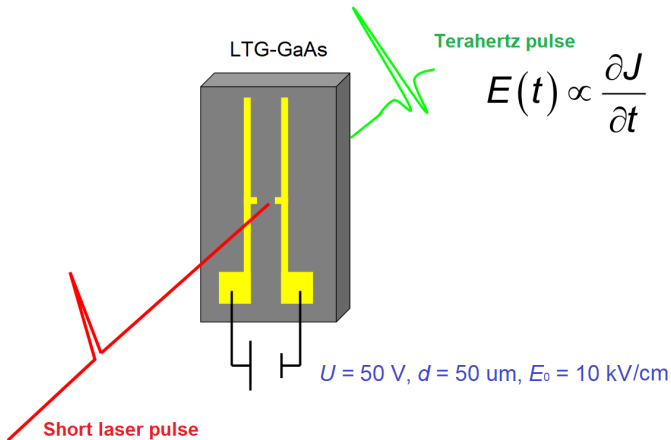 LTG-GaAs
Terahertz pulse
E(t) ∝ ∂J/∂t
U = 50 V, d = 50 um, E₀ = 10 kV/cm
Short laser pulse